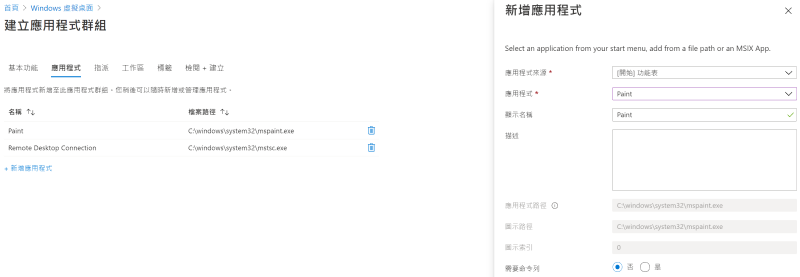 首頁 > Windows 虛擬桌面 >
建立應用程式群組
基本功能 應用程式 指派 工作區 標籤 檢閱 + 建立
將應用程式新增至此應用程式群組。您稍後可以隨時新增或管理應用程式。
名稱 ↑↓ 檔案路徑 ↑↓
Paint C:\windows\system32\mspaint.exe
Remote Desktop Connection C:\windows\system32\mstsc.exe
+ 新增應用程式
新增應用程式
Select an application from your start menu, add from a file path or an MSIX App.
應用程式來源 * [開始] 功能表
應用程式 * Paint
顯示名稱 Paint
描述
應用程式路徑 C:\windows\system32\mspaint.exe
圖示路徑 C:\windows\system32\mspaint.exe
圖示索引 0
需要命令列 否 是